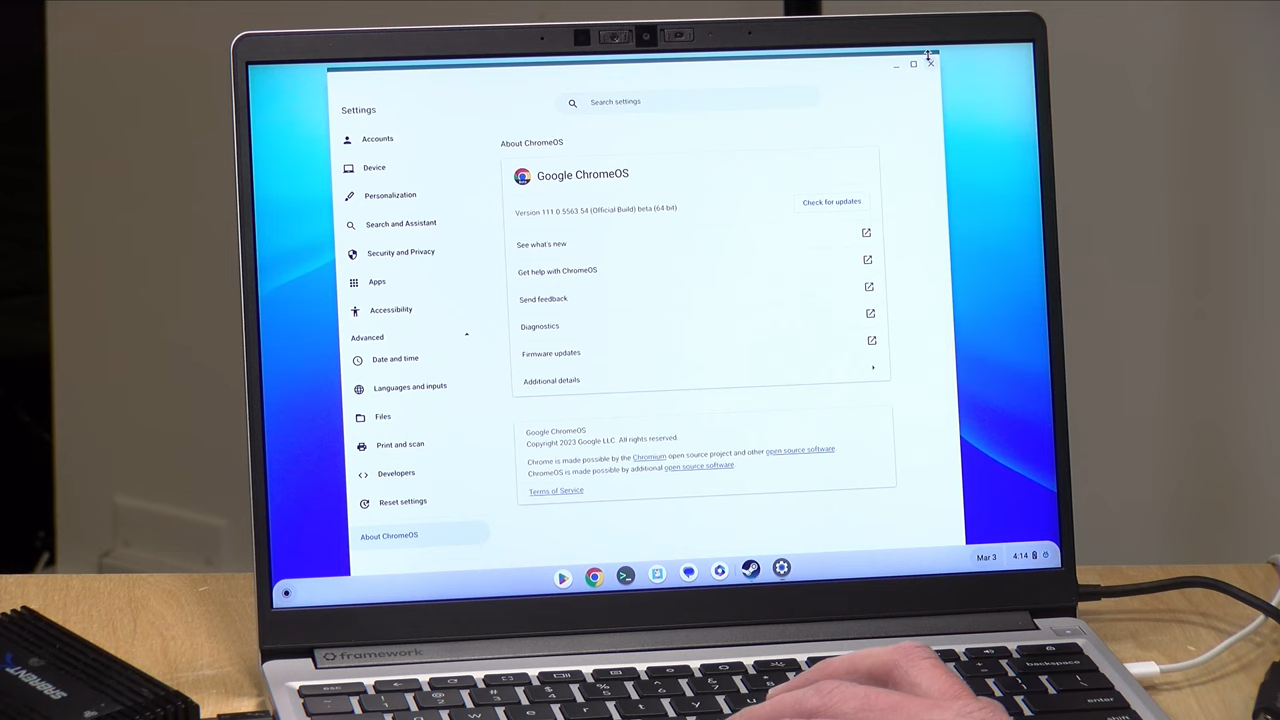 Settings
Search settings
Accounts
Device
Personalization
Search and Assistant
Security and Privacy
Apps
Accessibility
Advanced
Date and time
Languages and inputs
Files
Print and scan
Developers
Reset settings
About ChromeOS
About ChromeOS
Google ChromeOS
Version 111.0.5563.54 (Official Build) beta (64 bit)
Check for updates
See what's new
Get help with ChromeOS
Send feedback
Diagnostics
Firmware updates
Additional details
Google ChromeOS
Copyright 2023 Google LLC. All rights reserved.
Chrome is made possible by the Chromium open source project and other open source software.
ChromeOS is made possible by additional open source software.
Terms of Service
Mar 3 4:14
framework
SABRENT
esc
backspace
enter
shift